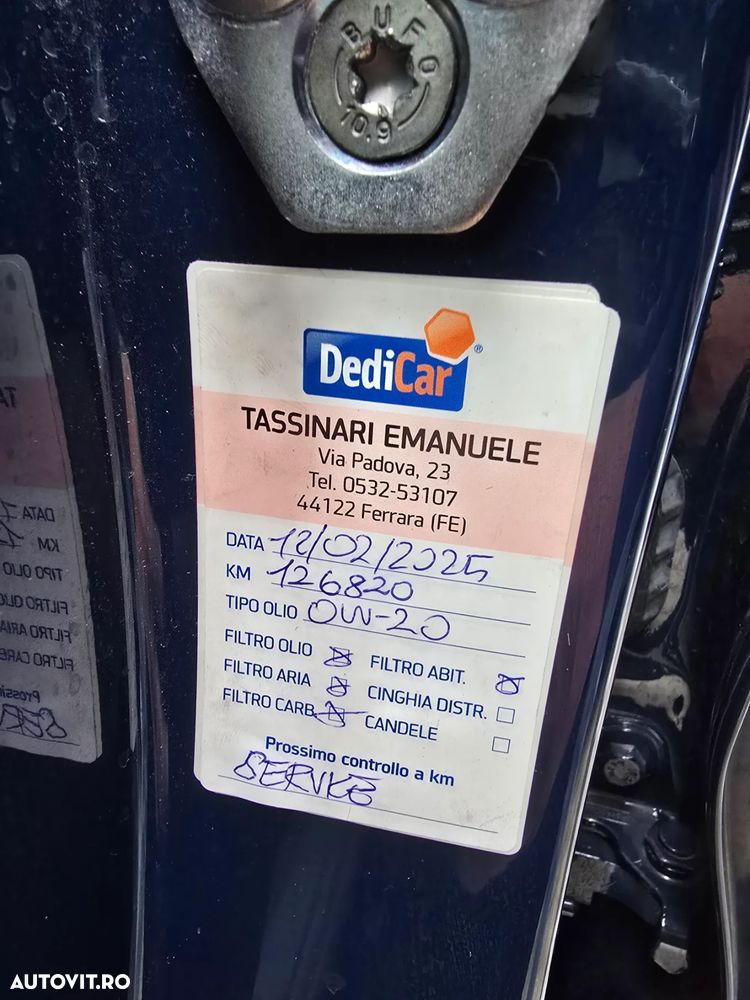 BUFO
10.9
DediCar®
TASSINARI EMANUELE
Via Padova, 23
Tel. 0532-53107
44122 Ferrara (FE)
DATA 12/02/2025
KM 126820
TIPO OLIO 0W-20
FILTRO OLIO FILTRO ABIT.
FILTRO ARIA CINGHIA DISTR.
FILTRO CARB. CANDELE
Prossimo controllo a km
SERVICE
TA
DATA
KM
TIPO OLIO
FILTRO OLIO
FILTRO ARIA
FILTRO CARB
Prossi
AUTOVIT.RO